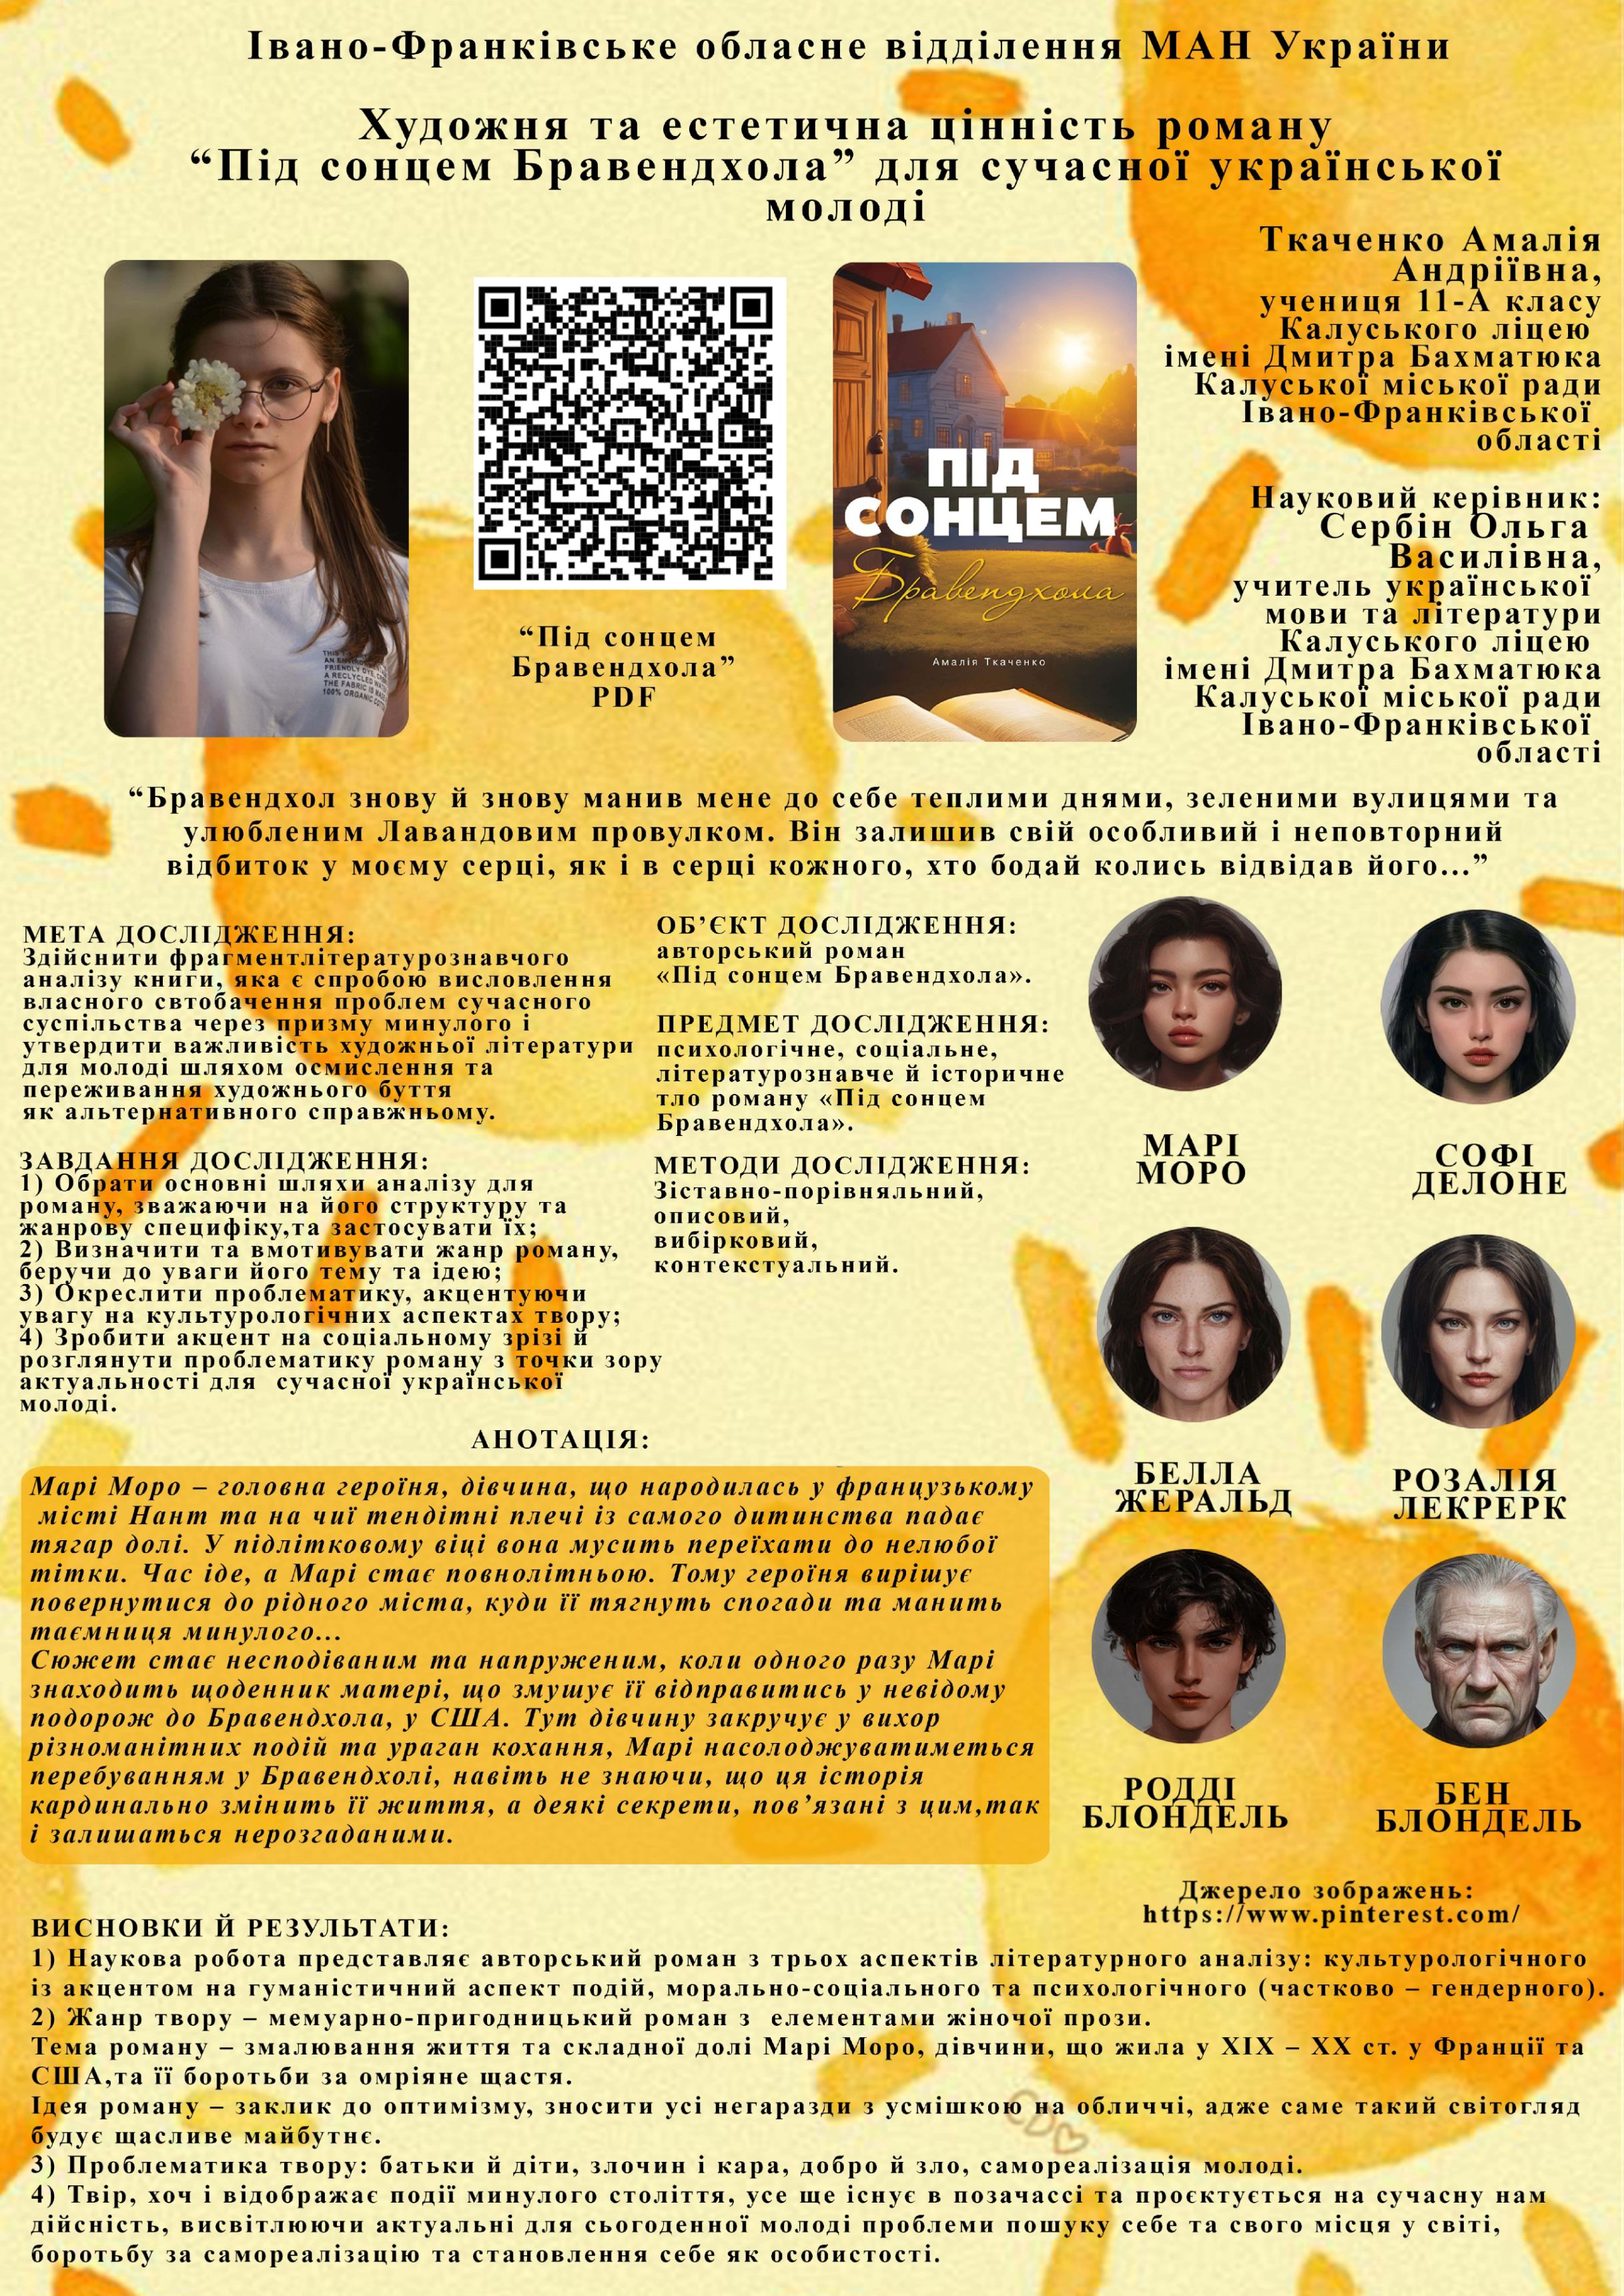 Івано-Франківське обласне відділення МАН України
Художня та естетична цінність роману
“Під сонцем Бравендхола” для сучасної української
молоді
Ткаченко Амалія
Андріївна,
учениця 11-А класу
Калуського ліцею
імені Дмитра Бахматюка
Калуської міської ради
Івано-Франківської
області
Науковий керівник:
Сербін Ольга
Василівна,
учитель української
мови та літератури
Калуського ліцею
імені Дмитра Бахматюка
Калуської міської ради
Івано-Франківської
області
“Під сонцем
Бравендхола”
PDF
ПІД
СОНЦЕМ
Бравендхола
Амалія Ткаченко
“Бравендхол знову й знову манив мене до себе теплими днями, зеленими вулицями та
улюбленим Лавандовим провулком. Він залишив свій особливий і неповторний
відбиток у моєму серці, як і в серці кожного, хто бодай колись відвідав його...”
МЕТА ДОСЛІДЖЕННЯ:
Здійснити фрагментлітературознавчого
аналізу книги, яка є спробою висловлення
власного свтобачення проблем сучасного
суспільства через призму минулого і
утвердити важливість художньої літератури
для молоді шляхом осмислення та
переживання художнього буття
як альтернативного справжньому.
ЗАВДАННЯ ДОСЛІДЖЕННЯ:
1) Обрати основні шляхи аналізу для
роману, зважаючи на його структуру та
жанрову специфіку,та застосувати їх;
2) Визначити та вмотивувати жанр роману,
беручи до уваги його тему та ідею;
3) Окреслити проблематику, акцентуючи
увагу на культурологічних аспектах твору;
4) Зробити акцент на соціальному зрізі й
розглянути проблематику роману з точки зору
актуальності для  сучасної української
молоді.
ОБ’ЄКТ ДОСЛІДЖЕННЯ:
авторський роман
«Під сонцем Бравендхола».
ПРЕДМЕТ ДОСЛІДЖЕННЯ:
психологічне, соціальне,
літературознавче й історичне
тло роману «Під сонцем
Бравендхола».
МЕТОДИ ДОСЛІДЖЕННЯ:
Зіставно-порівняльний,
описовий,
вибірковий,
контекстуальний.
МАРІ
МОРО
СОФІ
ДЕЛОНЕ
БЕЛЛА
ЖЕРАЛЬД
РОЗАЛІЯ
ЛЕКРЕРК
РОДДІ
БЛОНДЕЛЬ
БЕН
БЛОНДЕЛЬ
Джерело зображень:
https://www.pinterest.com/
АНОТАЦІЯ:
Марі Моро – головна героїня, дівчина, що народилась у французькому
місті Нант та на чиї тендітні плечі із самого дитинства падає
тягар долі. У підлітковому віці вона мусить переїхати до нелюбої
тітки. Час іде, а Марі стає повнолітньою. Тому героїня вирішує
повернутися до рідного міста, куди її тягнуть спогади та манить
таємниця минулого...
Сюжет стає несподіваним та напруженим, коли одного разу Марі
знаходить щоденник матері, що змушує її відправитись у невідому
подорож до Бравендхола, у США. Тут дівчину закручує у вихор
різноманітних подій та ураган кохання, Марі насолоджуватиметься
перебуванням у Бравендхолі, навіть не знаючи, що ця історія
кардинально змінить її життя, а деякі секрети, пов’язані з цим,так
і залишаться нерозгаданими.
ВИСНОВКИ Й РЕЗУЛЬТАТИ:
1) Наукова робота представляє авторський роман з трьох аспектів літературного аналізу: культурологічного
із акцентом на гуманістичний аспект подій, морально-соціального та психологічного (частково – гендерного).
2) Жанр твору – мемуарно-пригодницький роман з  елементами жіночої прози.
Тема роману – змалювання життя та складної долі Марі Моро, дівчини, що жила у XIX – XX ст. у Франції та
США,та її боротьби за омріяне щастя.
Ідея роману – заклик до оптимізму, зносити усі негаразди з усмішкою на обличчі, адже саме такий світогляд
будує щасливе майбутнє.
3) Проблематика твору: батьки й діти, злочин і кара, добро й зло, самореалізація молоді.
4) Твір, хоч і відображає події минулого століття, усе ще існує в позачассі та проєктується на сучасну нам
дійсність, висвітлюючи актуальні для сьогоденної молоді проблеми пошуку себе та свого місця у світі,
боротьбу за самореалізацію та становлення себе як особистості.